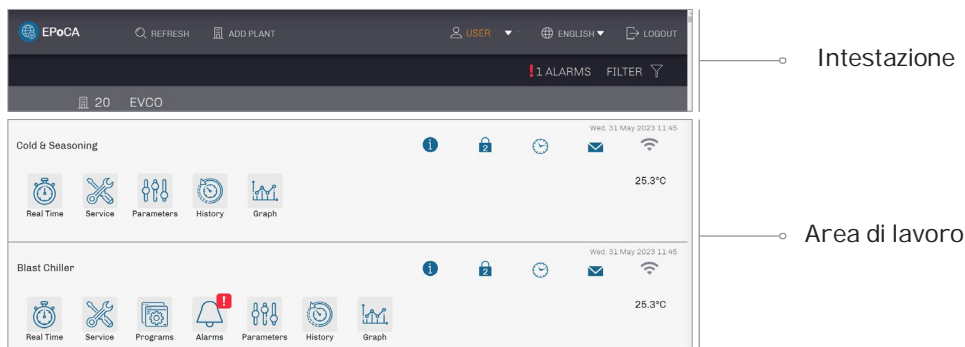 EPoCA REFRESH ADD PLANT USER ENGLISH LOGOUT
Intestazione
! 1 ALARMS FILTER
20 EVCO
Wed, 31 May 2023 11:45
Cold & Seasoning
2
25.3°C
Real Time Service Parameters History Graph
Area di lavoro
Wed, 31 May 2023 11:45
Blast Chiller
2
25.3°C
!
Real Time Service Programs Alarms Parameters History Graph